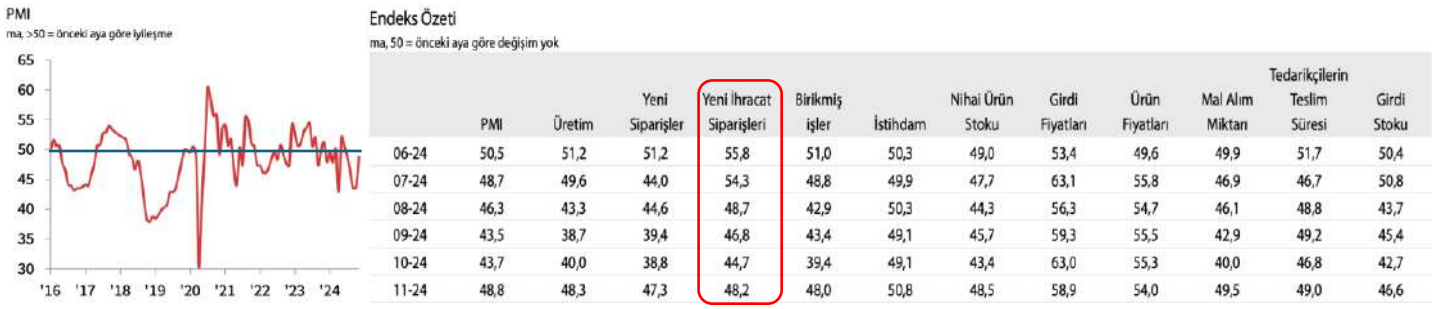 PMI
ma, >50 = önceki aya göre iyileşme
65
60
55
50
45
40
35
30
'16 '17 '18 '19 '20 '21 '22 '23 '24
Endeks Özeti
ma, 50 = önceki aya göre değişim yok
Tedarikçilerin
Yeni Yeni İhracat Birikmiş Nihai Ürün Girdi Ürün Mal Alım Teslim Girdi
PMI Üretim Siparişler Siparişleri işler İstihdam Stoku Fiyatları Fiyatları Miktarı Süresi Stoku
06-24 50,5 51,2 51,2 55,8 51,0 50,3 49,0 53,4 49,6 49,9 51,7 50,4
07-24 48,7 49,6 44,0 54,3 48,8 49,9 47,7 63,1 55,8 46,9 46,7 50,8
08-24 46,3 43,3 44,6 48,7 42,9 50,3 44,3 56,3 54,7 46,1 48,8 43,7
09-24 43,5 38,7 39,4 46,8 43,4 49,1 45,7 59,3 55,5 42,9 49,2 45,4
10-24 43,7 40,0 38,8 44,7 39,4 49,1 43,4 63,0 55,3 40,0 46,8 42,7
11-24 48,8 48,3 47,3 48,2 48,0 50,8 48,5 58,9 54,0 49,5 49,0 46,6